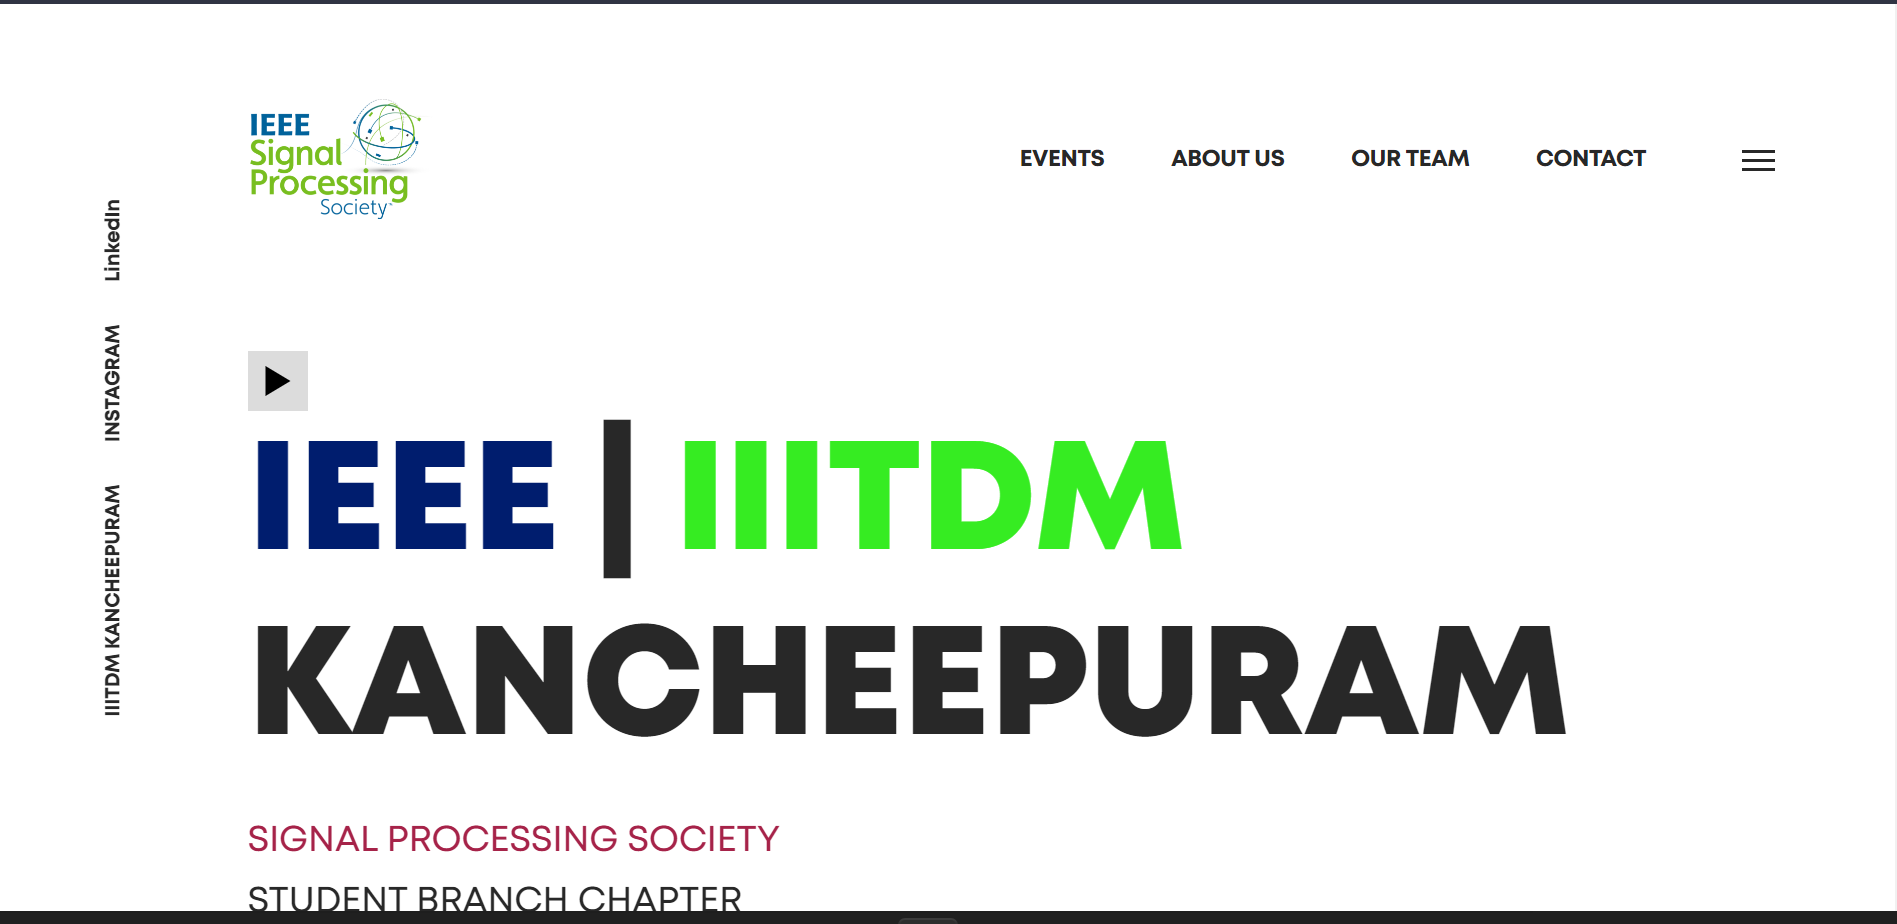 IEEE
Signal
Processing
Society
EVENTS ABOUT US OUR TEAM CONTACT
LinkedIn
INSTAGRAM
IIITDM KANCHEEPURAM
IEEE | IIITDM
KANCHEEPURAM
SIGNAL PROCESSING SOCIETY
STUDENT BRANCH CHAPTER